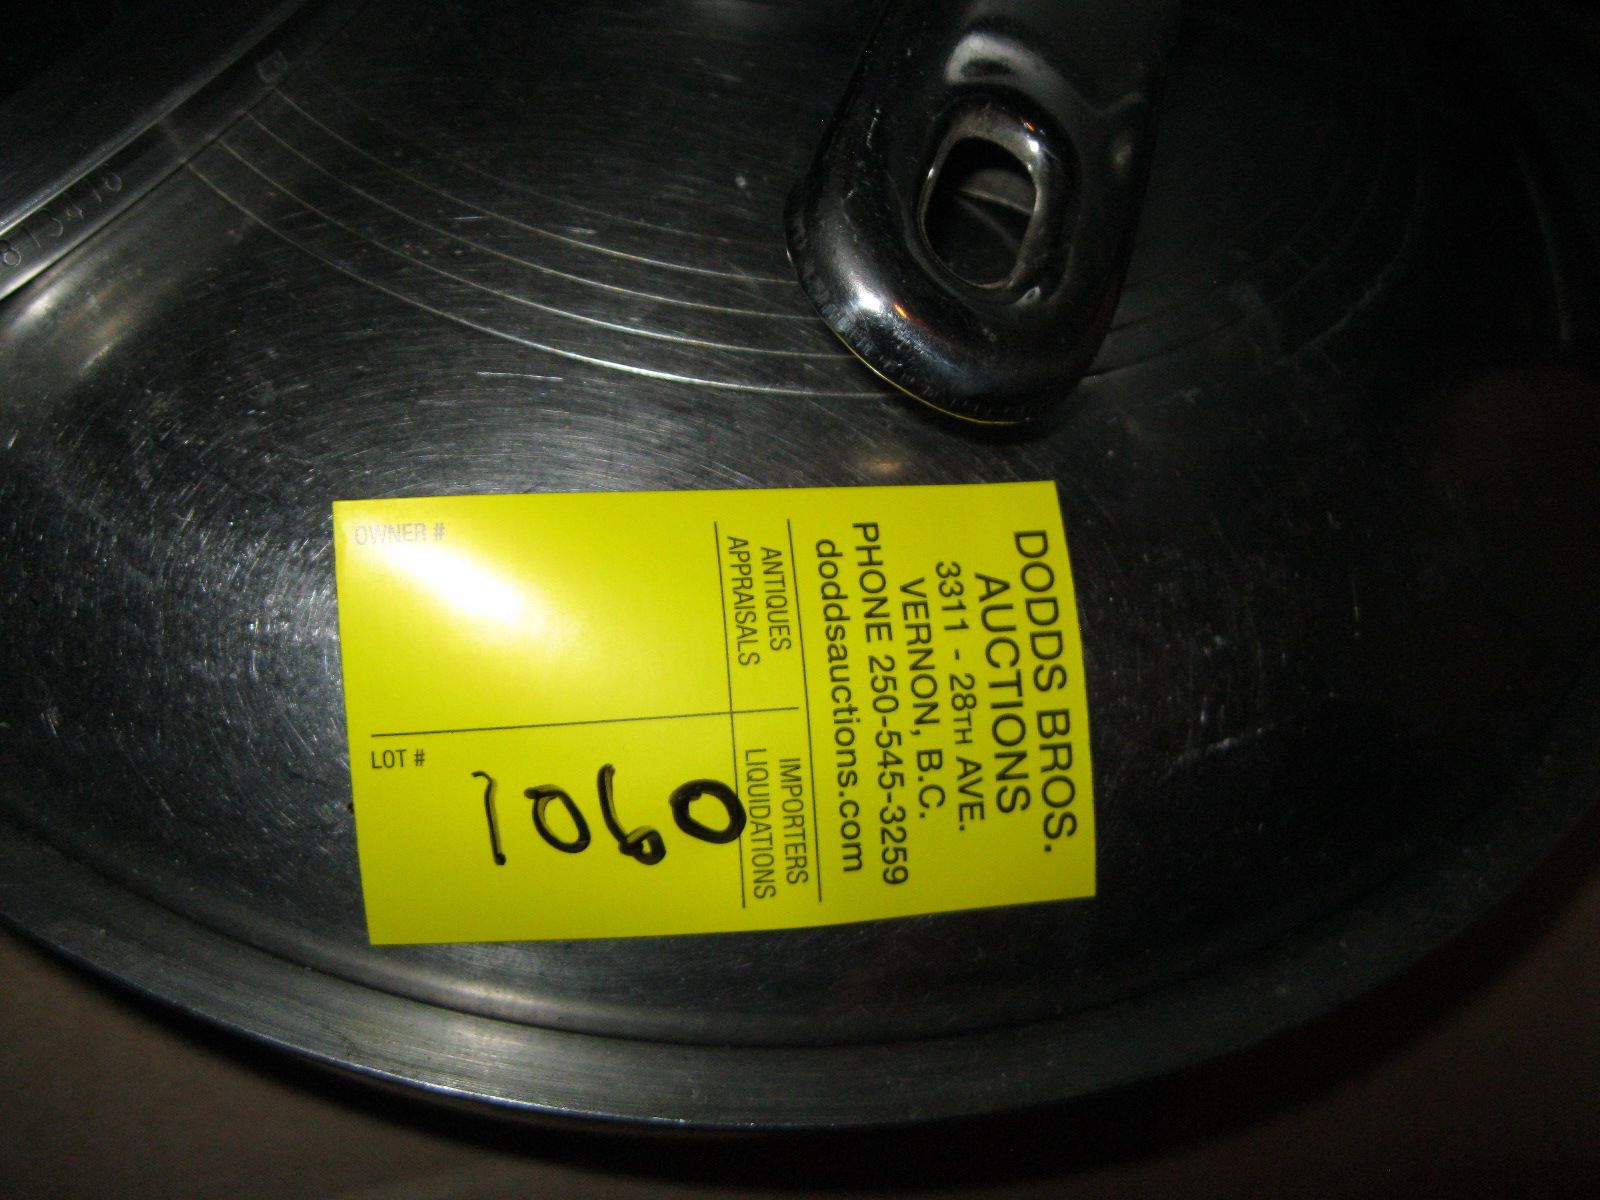 DODDS BROS.
AUCTIONS
3311 - 28TH AVE.
VERNON, B.C.
PHONE 250-545-3259
doddsauctions.com
ANTIQUES IMPORTERS
APPRAISALS LIQUIDATIONS
OWNER #
LOT # 1060